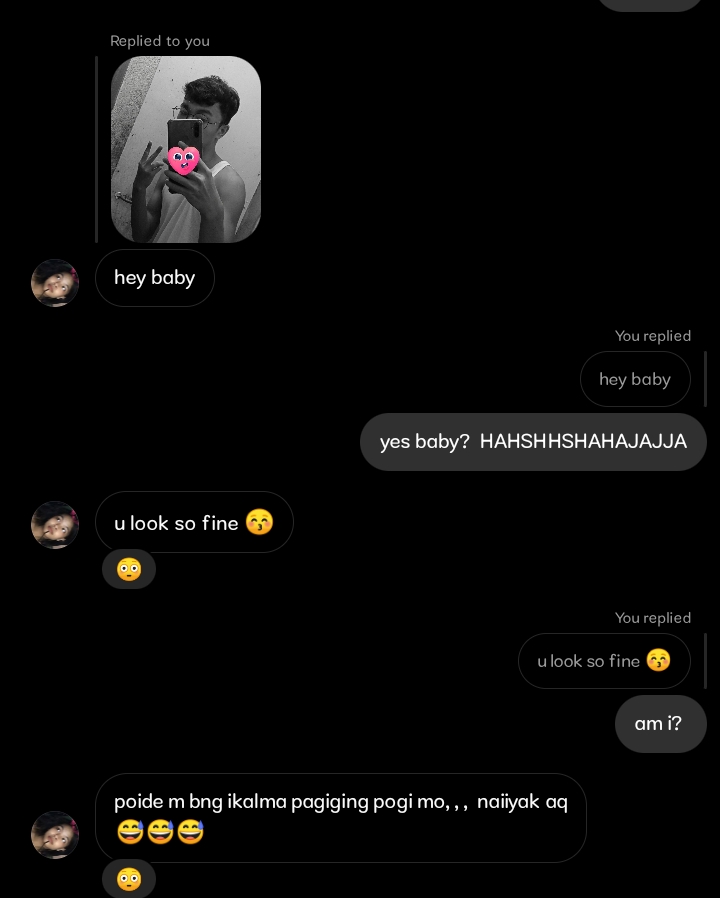 Replied to you
hey baby
You replied
hey baby
yes baby? HAHSHHSHAHAJAJJA
u look so fine 😚
😳
You replied
u look so fine 😚
am i?
poide m bng ikalma pagiging pogi mo, , , naiiyak aq
😅😅😅
😳